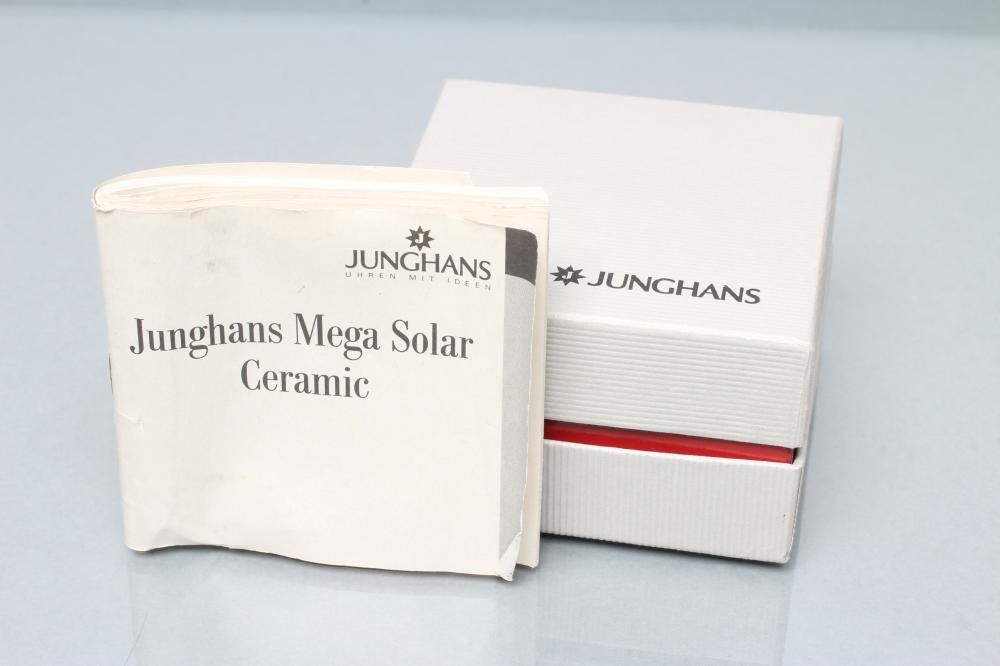 JUNGHANS
UHREN MIT IDEEN
Junghans Mega Solar
Ceramic
JUNGHANS